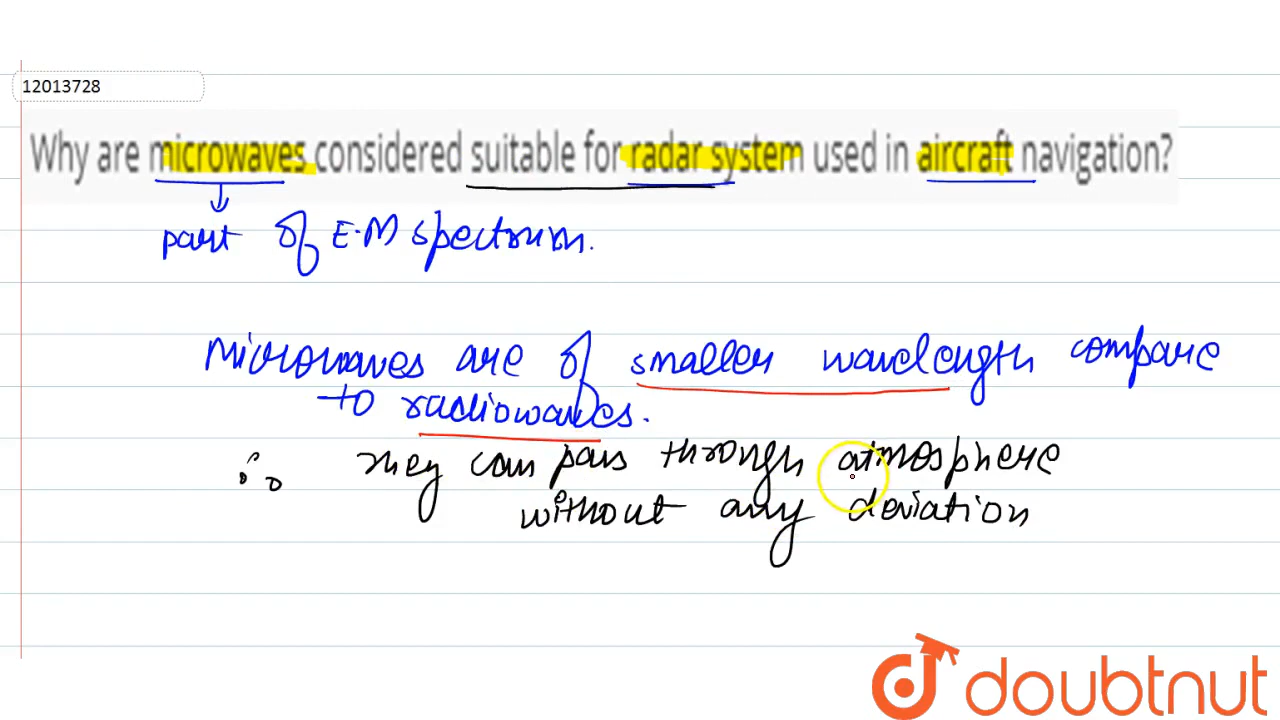 12013728
Why are microwaves considered suitable for radar system used in aircraft navigation?
part of E.M spectrum.
Microwaves are of smaller wavelength compare
to radiowaves.
∴ They can pass through atmosphere
without any deviation
doubtnut